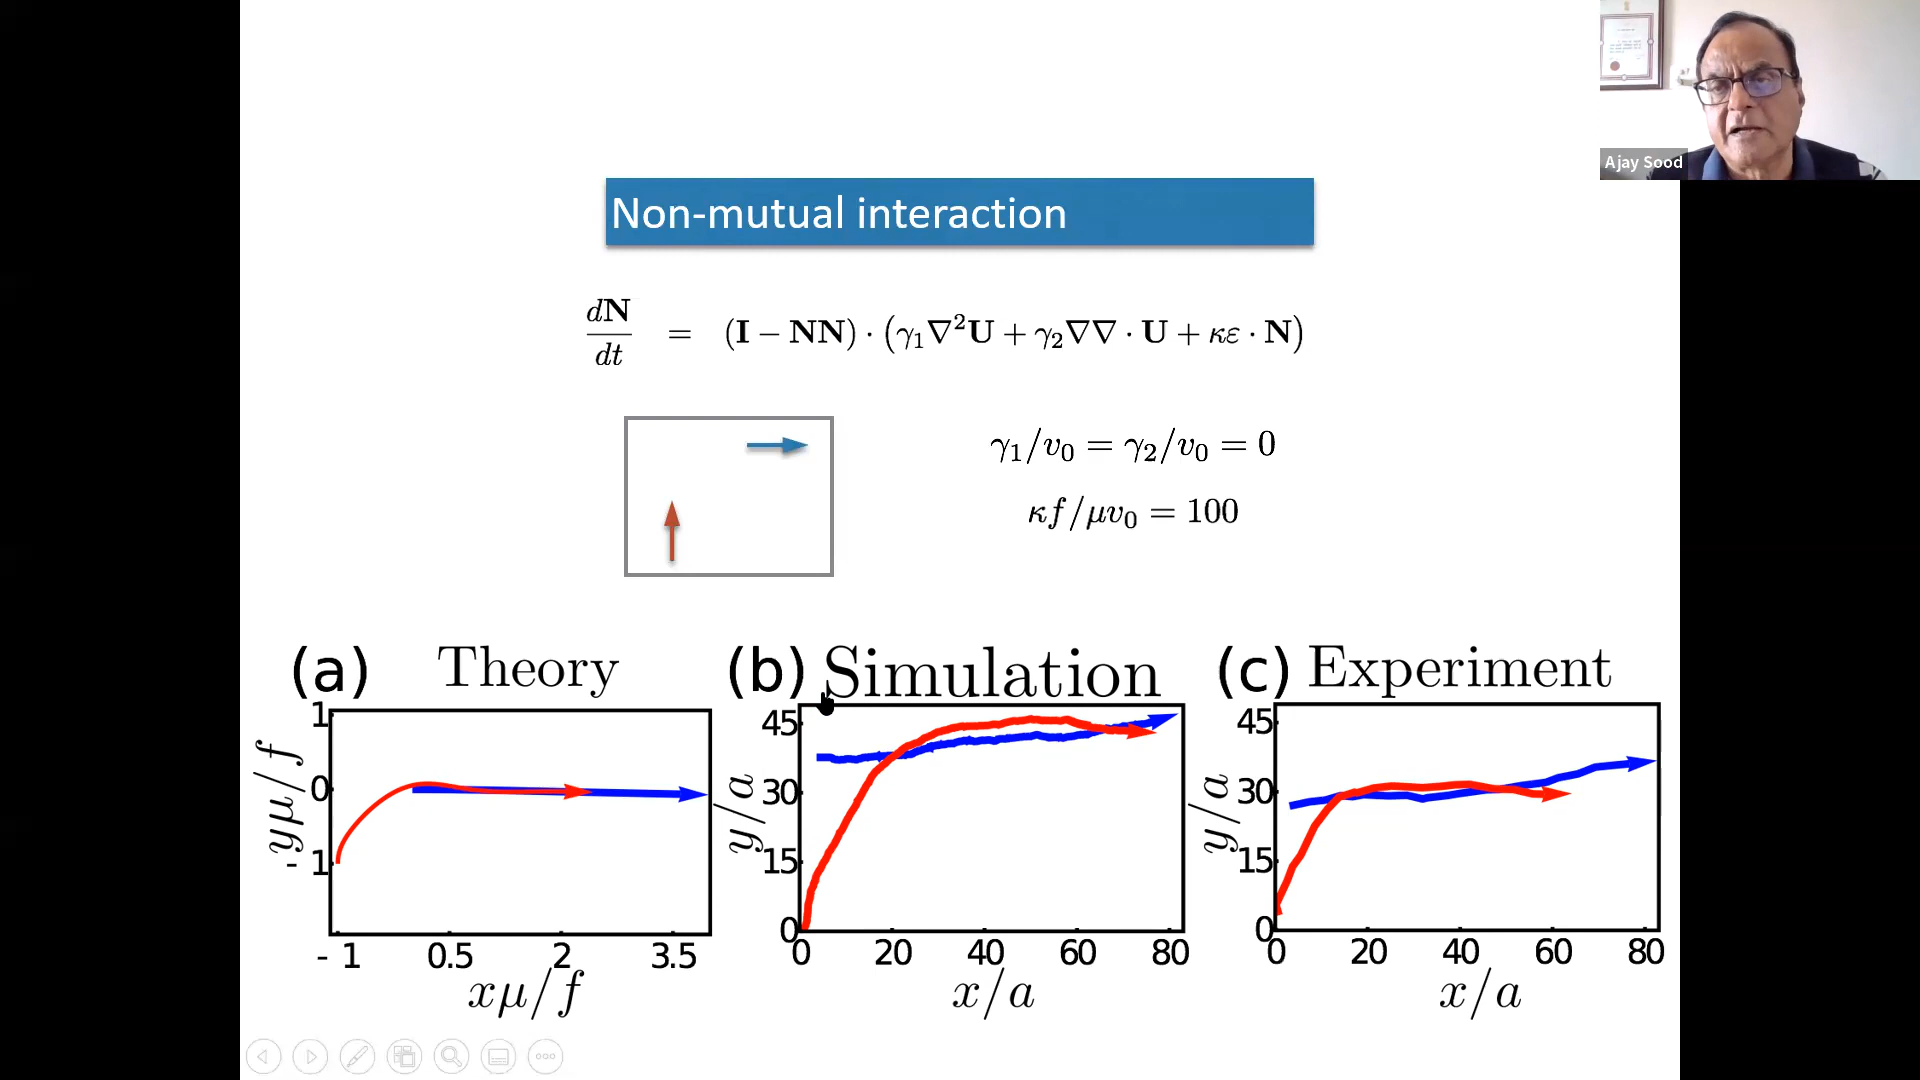 Ajay Sood
Non-mutual interaction
d𝐍/dt = (𝐈 − 𝐍𝐍) · (γ₁∇²𝐔 + γ₂∇∇ · 𝐔 + κε · 𝐍)
γ₁/v₀ = γ₂/v₀ = 0
κf/μv₀ = 100
(a) Theory
1
0
-1
yμ/f
-1 0.5 2 3.5
xμ/f
(b) Simulation
45
30
15
0
y/a
0 20 40 60 80
x/a
(c) Experiment
45
30
15
0
y/a
0 20 40 60 80
x/a